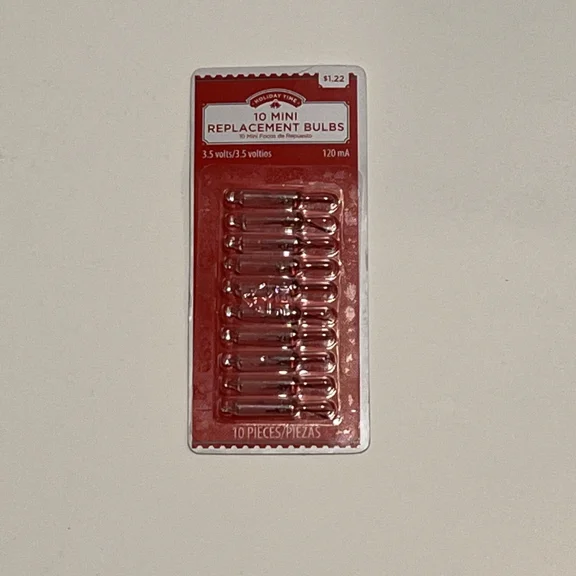 $1.22
HOLIDAY TIME
10 MINI
REPLACEMENT BULBS
10 Mini Focos de Repuesto
3.5 volts/3.5 voltios 120 mA
10 PIECES/PIEZAS